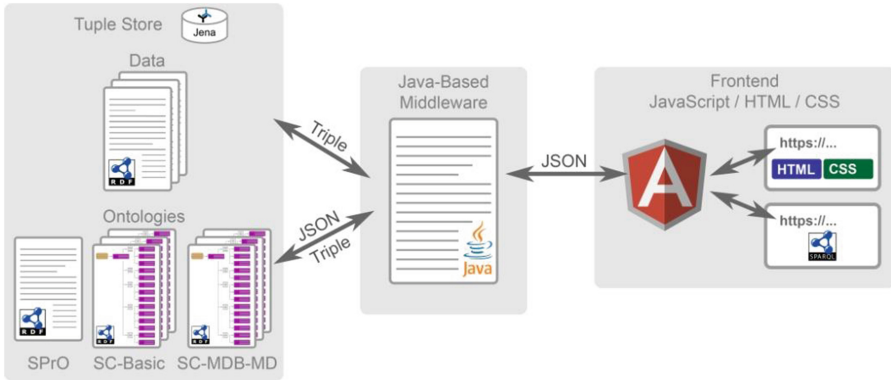 Tuple Store
Jena
Data
RDF
Ontologies
RDF
RDF
RDF
SPrO
SC-Basic
SC-MDB-MD
Triple
JSON
Triple
Java-Based
Middleware
Java
JSON
Frontend
JavaScript / HTML / CSS
A
https://...
HTML
CSS
https://...
SPARQL